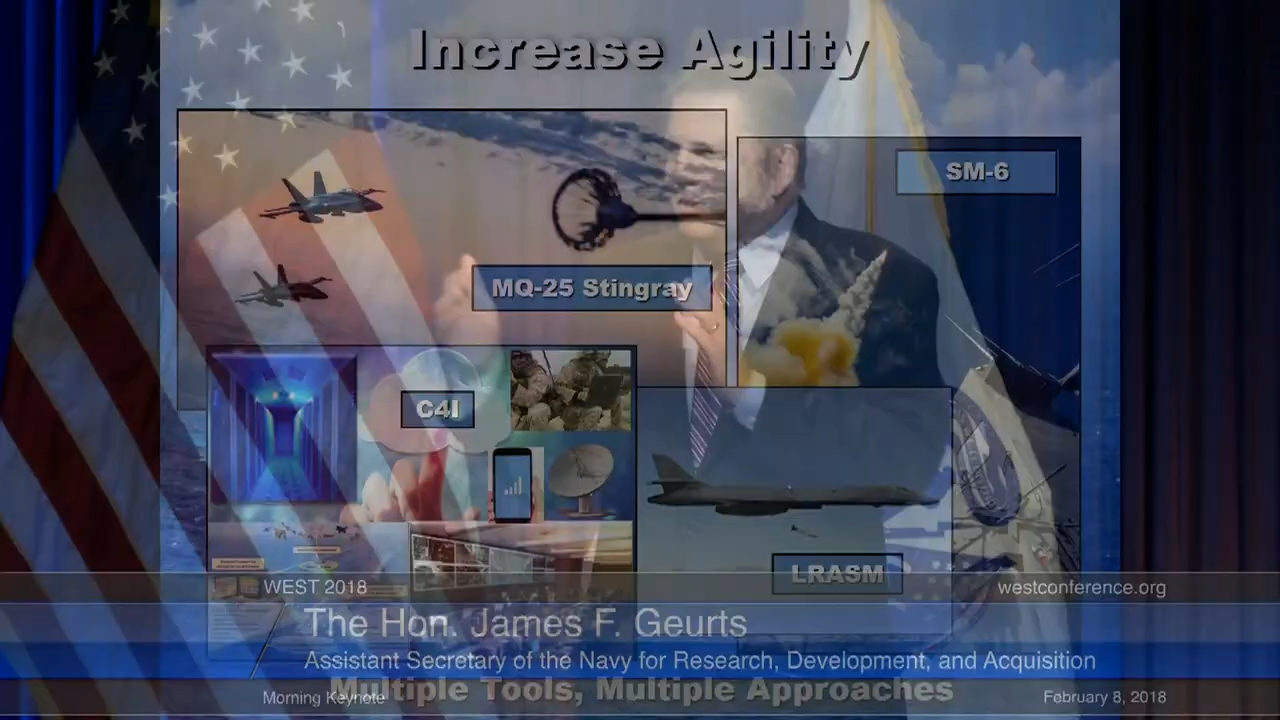 Increase Agility
SM-6
MQ-25 Stingray
C4I
LRASM
WEST 2018
westconference.org
The Hon. James F. Geurts
Assistant Secretary of the Navy for Research, Development, and Acquisition
Multiple Tools, Multiple Approaches
Morning Keynote
February 8, 2018